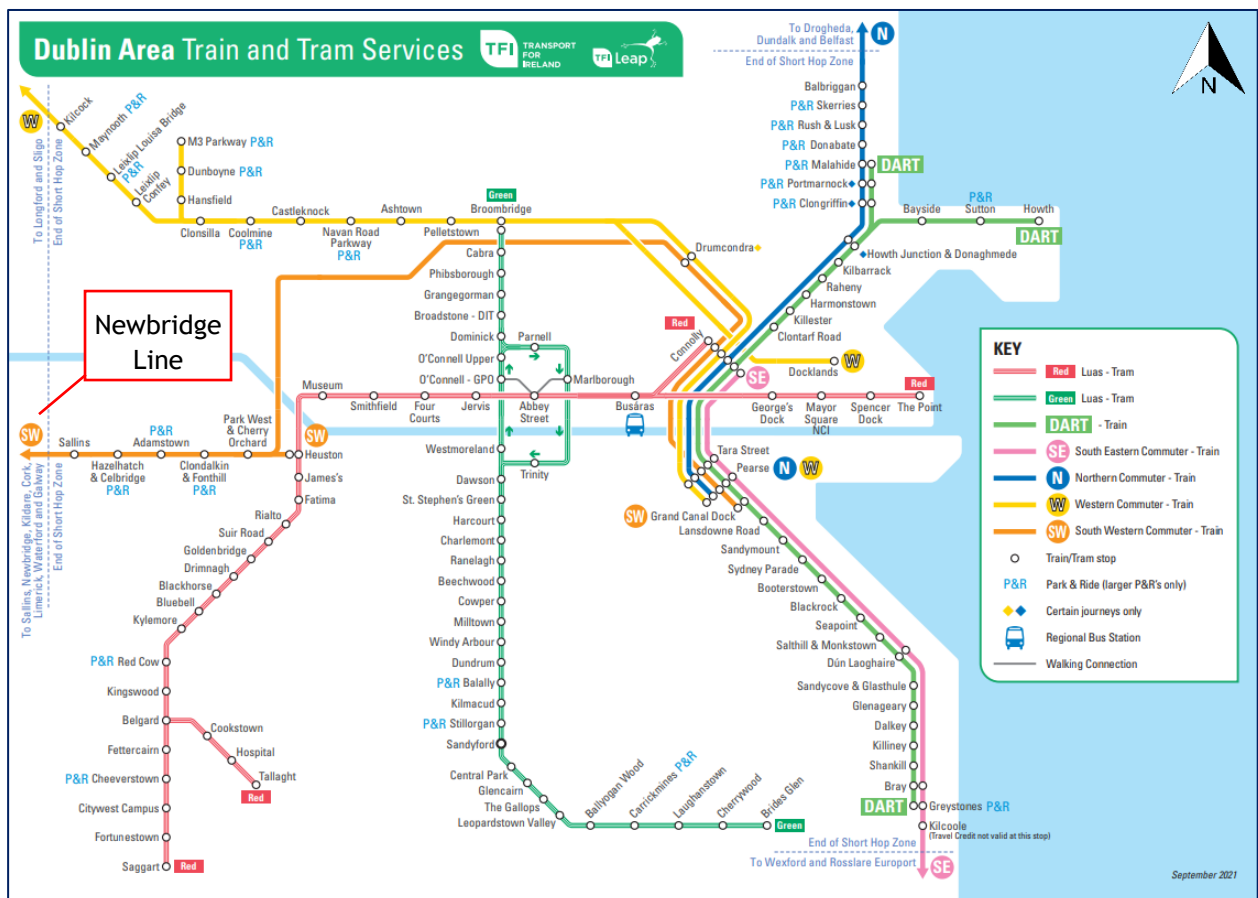 Dublin Area Train and Tram Services
TFI
TRANSPORT
FOR
IRELAND
TFI Leap
N
To Drogheda,
Dundalk and Belfast
N
End of Short Hop Zone
Balbriggan
P&R Skerries
P&R Rush & Lusk
P&R Donabate
P&R Malahide
DART
P&R Portmarnock
P&R Clongriffin
Bayside
P&R
Sutton
Howth
DART
Howth Junction & Donaghmede
Kilbarrack
Raheny
Harmonstown
Killester
Clontarf Road
W
Kilcock
Maynooth P&R
Leixlip Louisa Bridge
P&R
Leixlip
Confey
To Longford and Sligo
End of Short Hop Zone
M3 Parkway P&R
Dunboyne P&R
Hansfield
Clonsilla
Coolmine
P&R
Castleknock
Navan Road
Parkway
P&R
Ashtown
Pelletstown
Green
Broombridge
Drumcondra
Cabra
Phibsborough
Grangegorman
Broadstone - DIT
Dominick
Parnell
O'Connell Upper
O'Connell - GPO
Marlborough
Abbey
Street
Red
Connolly
SE
Docklands
W
Newbridge
Line
Museum
Smithfield
Four
Courts
Jervis
Busáras
George's
Dock
Mayor
Square
NCI
Spencer
Dock
Red
The Point
SW
Sallins
Hazelhatch
& Celbridge
P&R
P&R
Adamstown
Clondalkin
& Fonthill
P&R
Park West
& Cherry
Orchard
SW
Heuston
To Sallins, Newbridge, Kildare, Cork,
Limerick, Waterford and Galway
End of Short Hop Zone
James's
Fatima
Rialto
Suir Road
Goldenbridge
Drimnagh
Blackhorse
Bluebell
Kylemore
P&R Red Cow
Kingswood
Belgard
Cookstown
Hospital
Tallaght
Red
Fettercairn
P&R Cheeverstown
Citywest Campus
Fortunestown
Saggart
Red
Westmoreland
Trinity
Dawson
St. Stephen's Green
Harcourt
Charlemont
Ranelagh
Beechwood
Cowper
Milltown
Windy Arbour
Dundrum
P&R Balally
Kilmacud
P&R Stillorgan
Sandyford
Central Park
Glencairn
The Gallops
Leopardstown Valley
Ballyogan Wood
Carrickmines P&R
Laughanstown
Cherrywood
Brides Glen
Green
Tara Street
Pearse
N
W
SW
Grand Canal Dock
Lansdowne Road
Sandymount
Sydney Parade
Booterstown
Blackrock
Seapoint
Salthill & Monkstown
Dún Laoghaire
Sandycove & Glasthule
Glenageary
Dalkey
Killiney
Shankill
Bray
DART
Greystones P&R
Kilcoole
(Travel Credit not valid at this stop)
End of Short Hop Zone
To Wexford and Rosslare Europort
SE
KEY
Red Luas - Tram
Green Luas - Tram
DART - Train
SE South Eastern Commuter - Train
N Northern Commuter - Train
W Western Commuter - Train
SW South Western Commuter - Train
Train/Tram stop
P&R Park & Ride (larger P&R's only)
Certain journeys only
Regional Bus Station
Walking Connection
September 2021